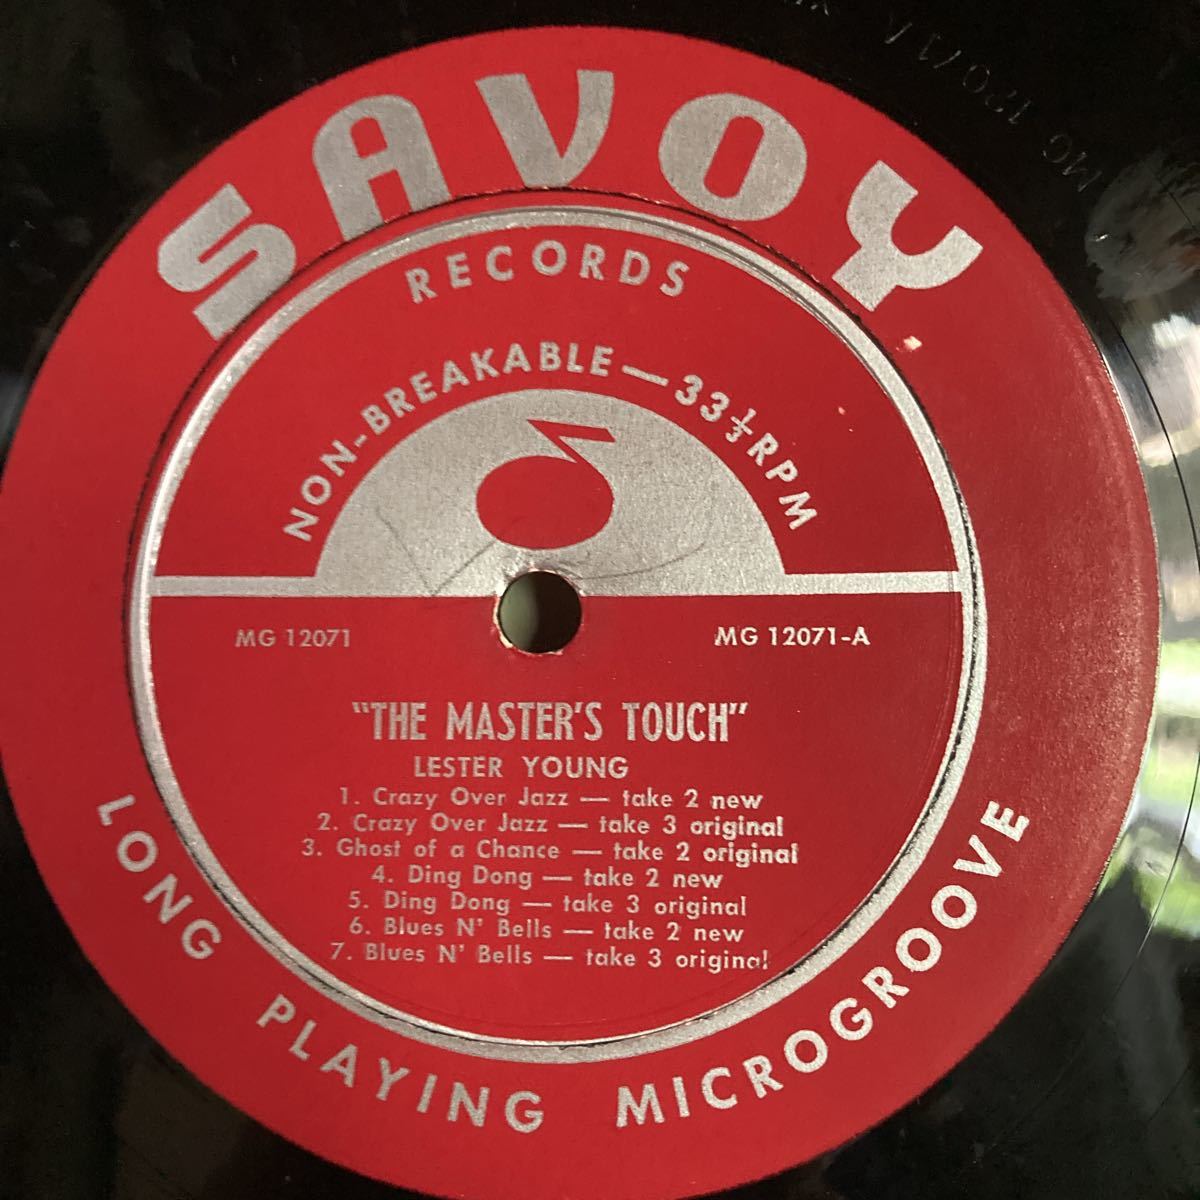 MG 12071 A
SAVOY
RECORDS
NON-BREAKABLE — 33⅓ RPM
MG 12071
MG 12071-A
"THE MASTER'S TOUCH"
LESTER YOUNG
1. Crazy Over Jazz — take 2 new
2. Crazy Over Jazz — take 3 original
3. Ghost of a Chance — take 2 original
4. Ding Dong — take 2 new
5. Ding Dong — take 3 original
6. Blues N' Bells — take 2 new
7. Blues N' Bells — take 3 original
LONG PLAYING MICROGROOVE